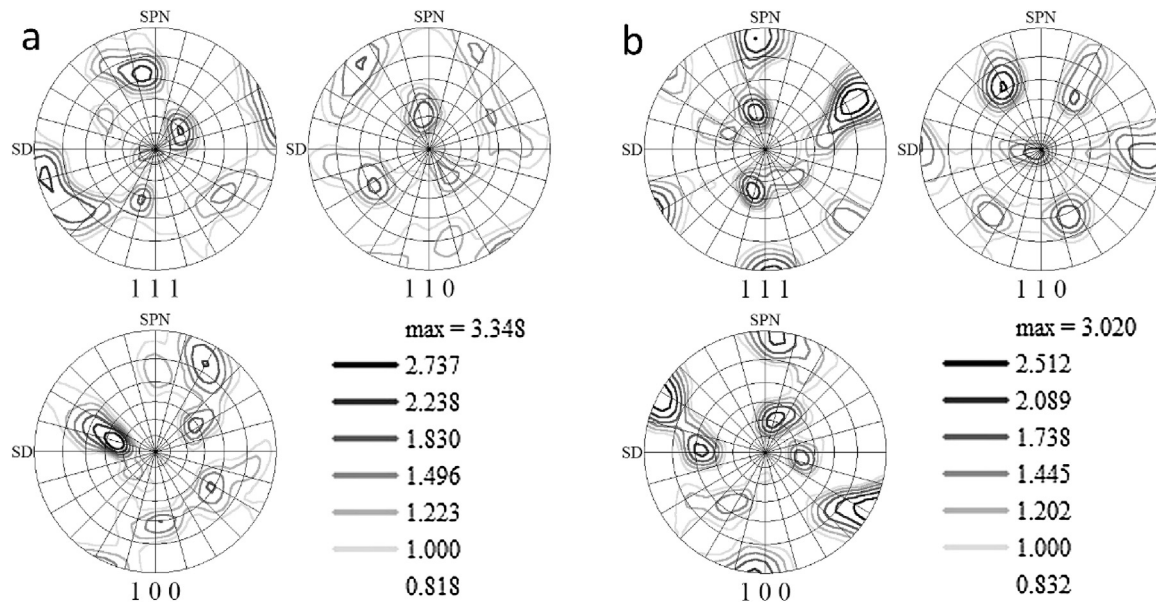 a
SPN
SPN
SD
1 1 1
1 1 0
SPN
SD
1 0 0
max = 3.348
2.737
2.238
1.830
1.496
1.223
1.000
0.818
b
SPN
SPN
SD
SD
1 1 1
1 1 0
SPN
SD
1 0 0
max = 3.020
2.512
2.089
1.738
1.445
1.202
1.000
0.832